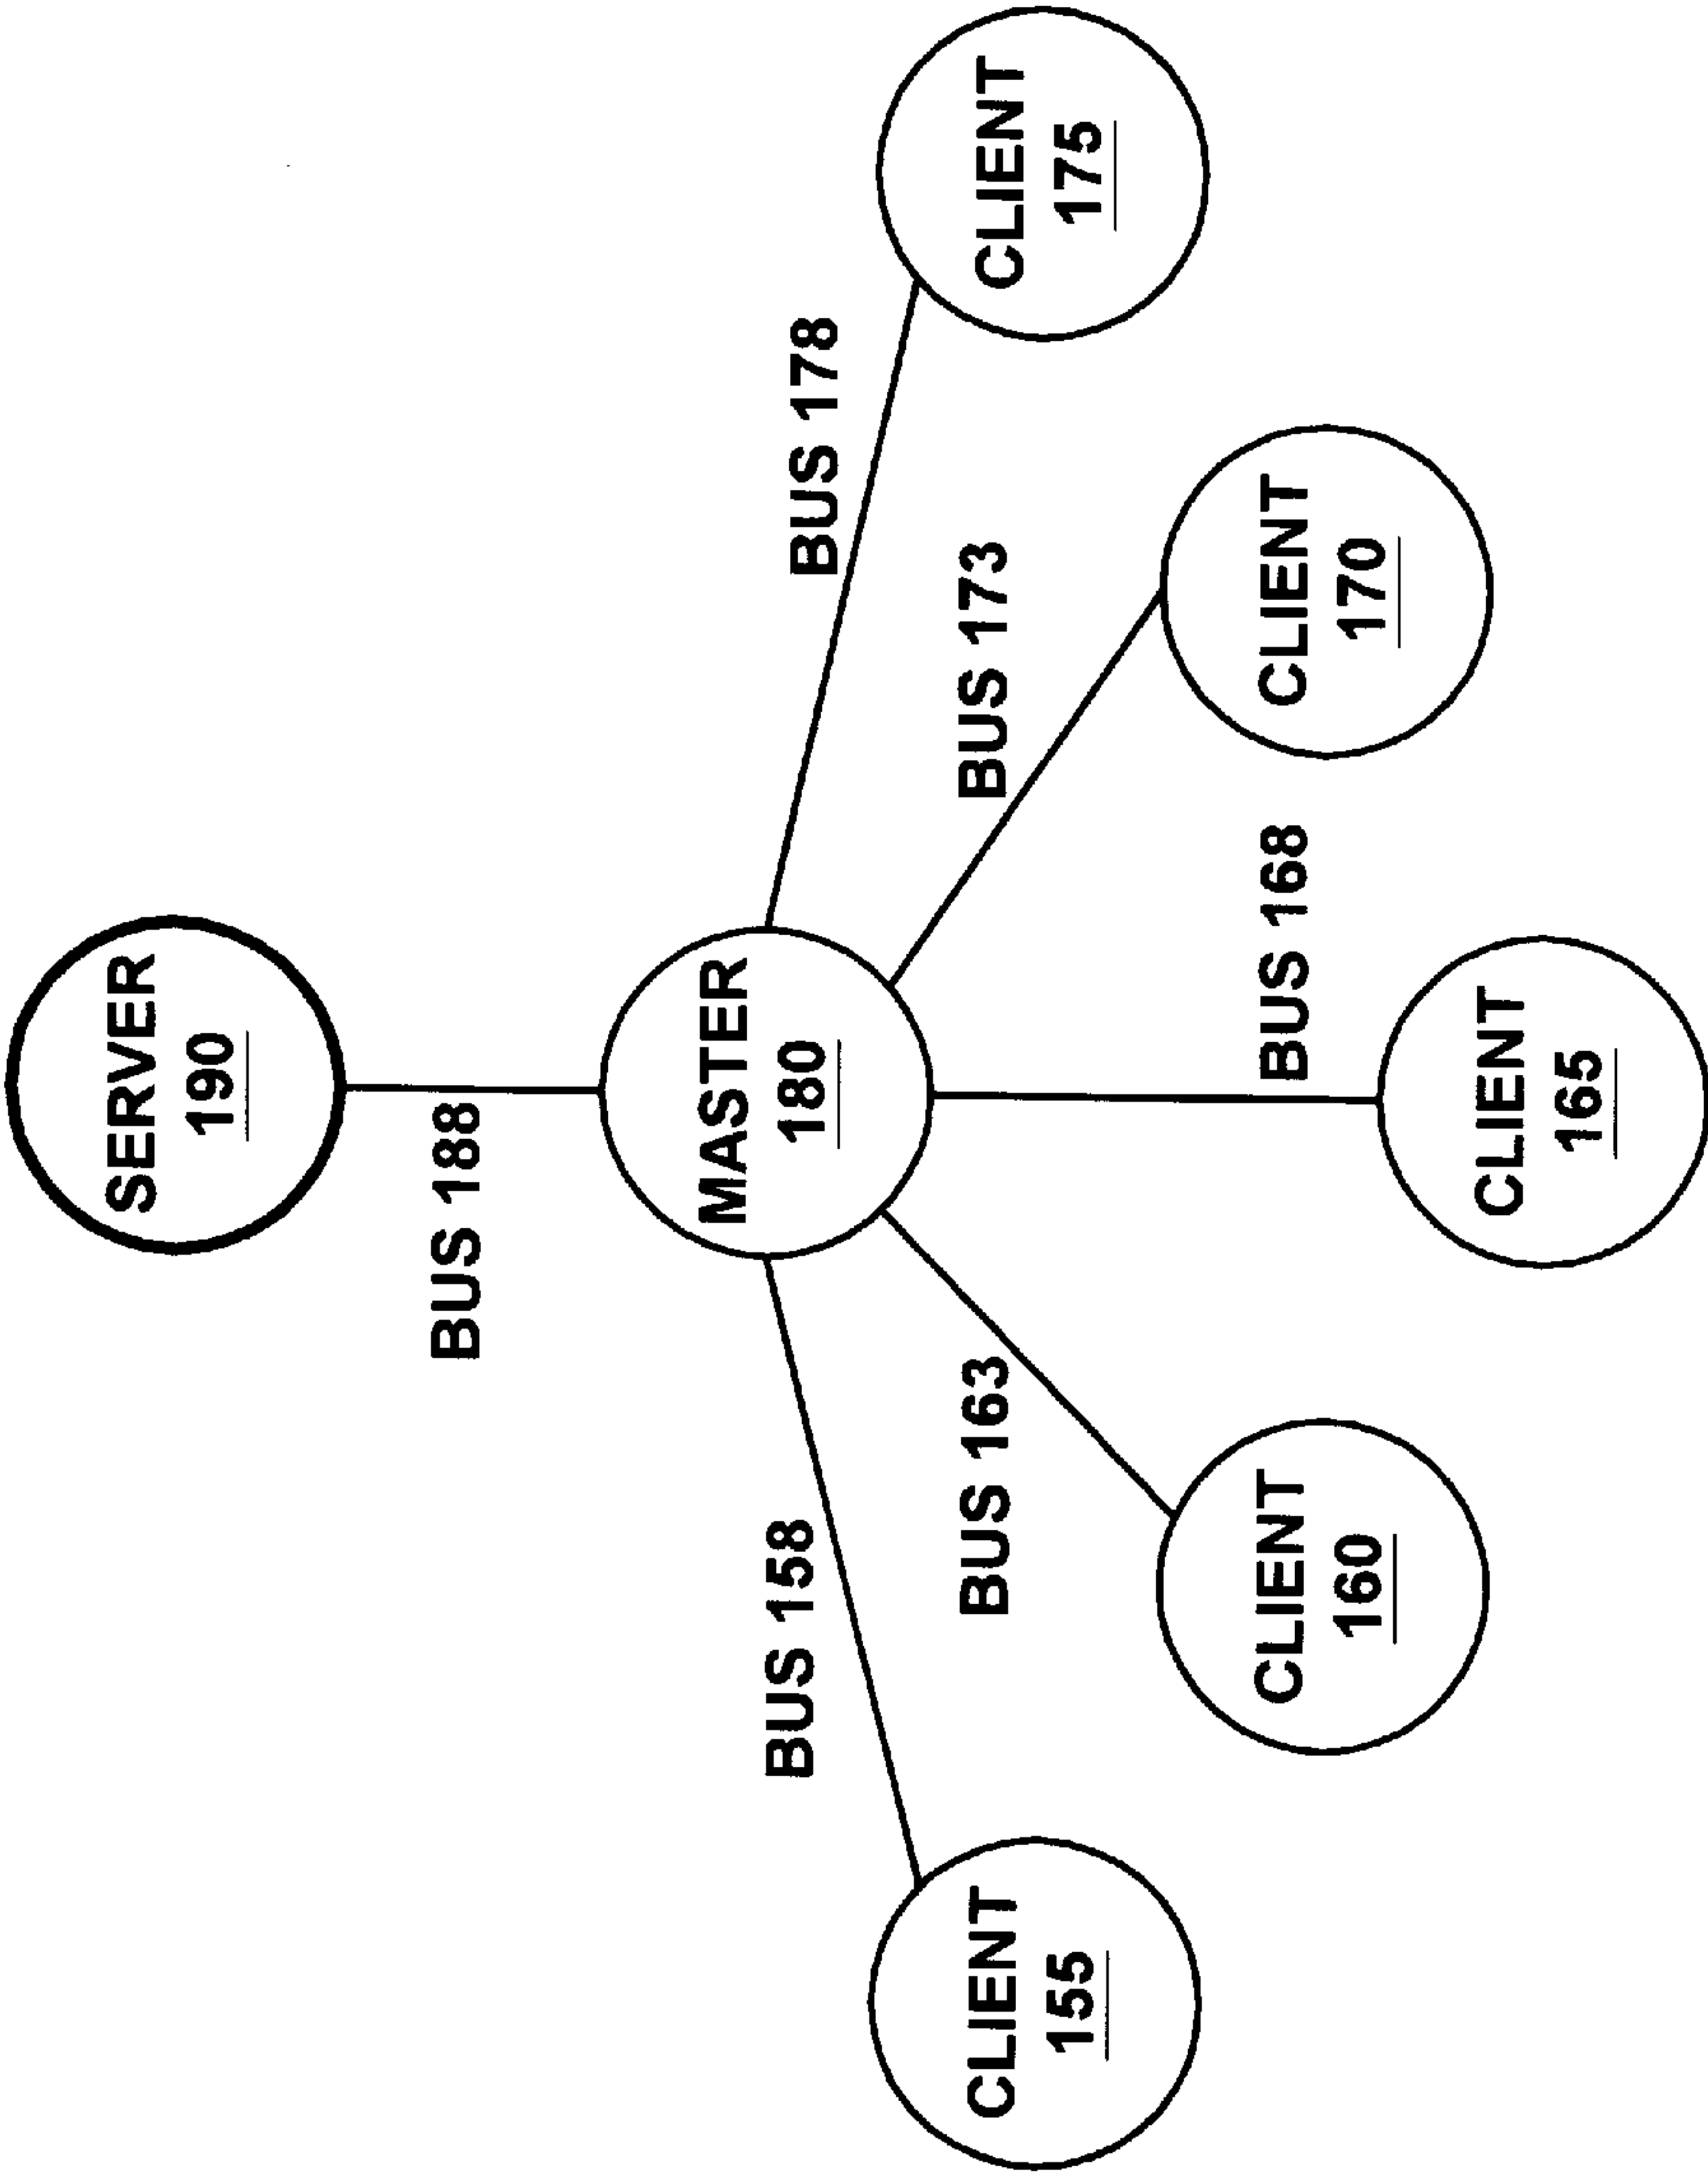 SERVER
190
BUS 188
MASTER
180
BUS 158
BUS 178
BUS 163
BUS 173
BUS 168
CLIENT
155
CLIENT
160
CLIENT
165
CLIENT
170
CLIENT
175